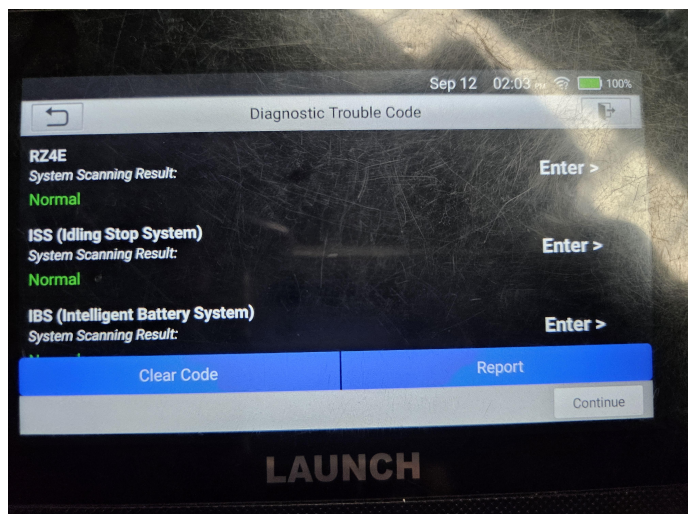 Sep 12 02:03 100%
Diagnostic Trouble Code
RZ4E
System Scanning Result:
Enter >
Normal
ISS (Idling Stop System)
System Scanning Result:
Enter >
Normal
IBS (Intelligent Battery System)
System Scanning Result:
Enter >
Clear Code
Report
Continue
LAUNCH